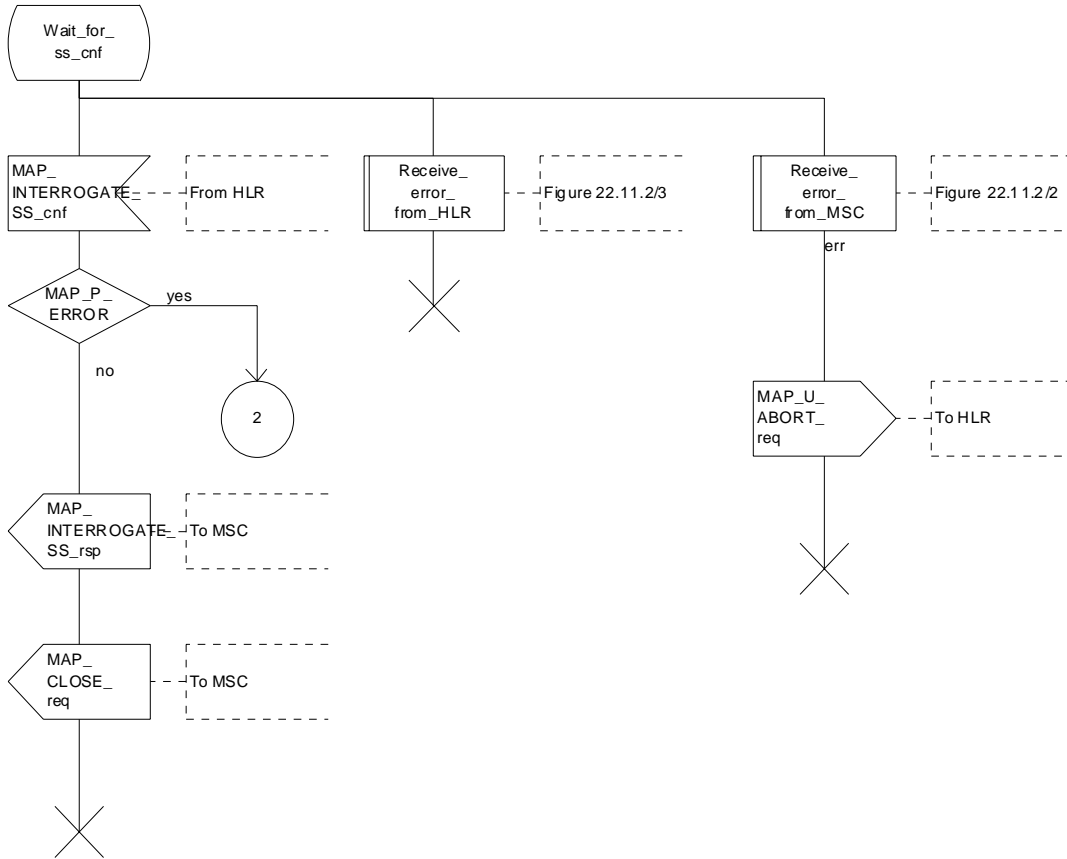 Wait_for_
ss_cnf
MAP_
INTERROGATE_
SS_cnf
From HLR
Receive_
error_
from_HLR
Figure 22.11.2/3
Receive_
error_
from_MSC
Figure 22.11.2/2
err
MAP_P_
ERROR
yes
no
2
MAP_U_
ABORT_
req
To HLR
MAP_
INTERROGATE_
SS_rsp
To MSC
MAP_
CLOSE_
req
To MSC